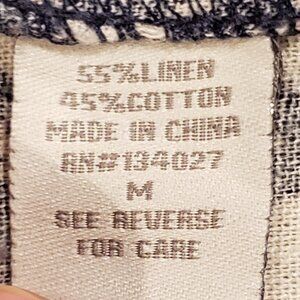 55%LINEN
45%COTTON
MADE IN CHINA
RN#134027
M
SEE REVERSE
FOR CARE